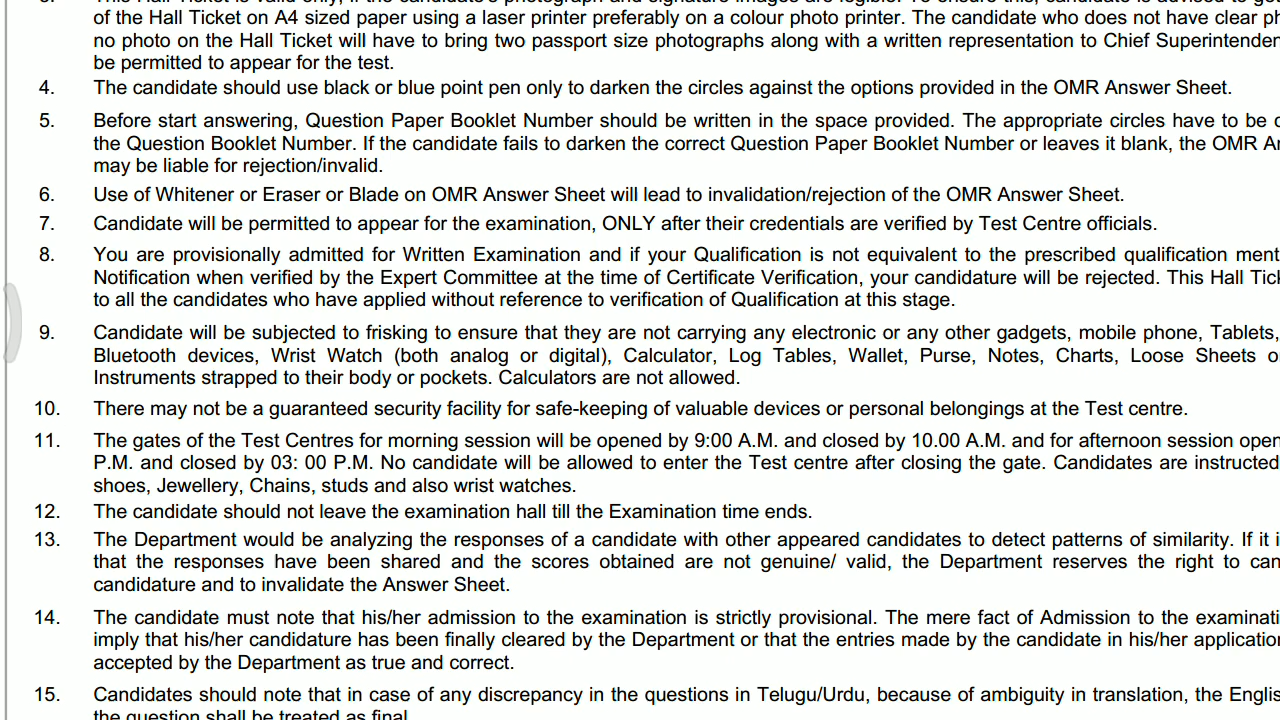 of the Hall Ticket on A4 sized paper using a laser printer preferably on a colour photo printer. The candidate who does not have clear
no photo on the Hall Ticket will have to bring two passport size photographs along with a written representation to Chief
be permitted to appear for the test.
4. The candidate should use black or blue point pen only to darken the circles against the options provided in the OMR Answer Sheet.
5. Before start answering, Question Paper Booklet Number should be written in the space provided. The appropriate circles have to be
the Question Booklet Number. If the candidate fails to darken the correct Question Paper Booklet Number or leaves it blank, the OMR
may be liable for rejection/invalid.
6. Use of Whitener or Eraser or Blade on OMR Answer Sheet will lead to invalidation/rejection of the OMR Answer Sheet.
7. Candidate will be permitted to appear for the examination, ONLY after their credentials are verified by Test Centre officials.
8. You are provisionally admitted for Written Examination and if your Qualification is not equivalent to the prescribed qualification ment
Notification when verified by the Expert Committee at the time of Certificate Verification, your candidature will be rejected. This Hall
to all the candidates who have applied without reference to verification of Qualification at this stage.
9. Candidate will be subjected to frisking to ensure that they are not carrying any electronic or any other gadgets, mobile phone, Tablets,
Bluetooth devices, Wrist Watch (both analog or digital), Calculator, Log Tables, Wallet, Purse, Notes, Charts, Loose Sheets
Instruments strapped to their body or pockets. Calculators are not allowed.
10. There may not be a guaranteed security facility for safe-keeping of valuable devices or personal belongings at the Test centre.
11. The gates of the Test Centres for morning session will be opened by 9:00 A.M. and closed by 10.00 A.M. and for afternoon session open
P.M. and closed by 03: 00 P.M. No candidate will be allowed to enter the Test centre after closing the gate. Candidates are instructed
shoes, Jewellery, Chains, studs and also wrist watches.
12. The candidate should not leave the examination hall till the Examination time ends.
13. The Department would be analyzing the responses of a candidate with other appeared candidates to detect patterns of similarity. If it
that the responses have been shared and the scores obtained are not genuine/ valid, the Department reserves the right to can
candidature and to invalidate the Answer Sheet.
14. The candidate must note that his/her admission to the examination is strictly provisional. The mere fact of Admission to the examinati
imply that his/her candidature has been finally cleared by the Department or that the entries made by the candidate in his/her application
accepted by the Department as true and correct.
15. Candidates should note that in case of any discrepancy in the questions in Telugu/Urdu, because of ambiguity in translation, the Englis
the question shall be treated as final.